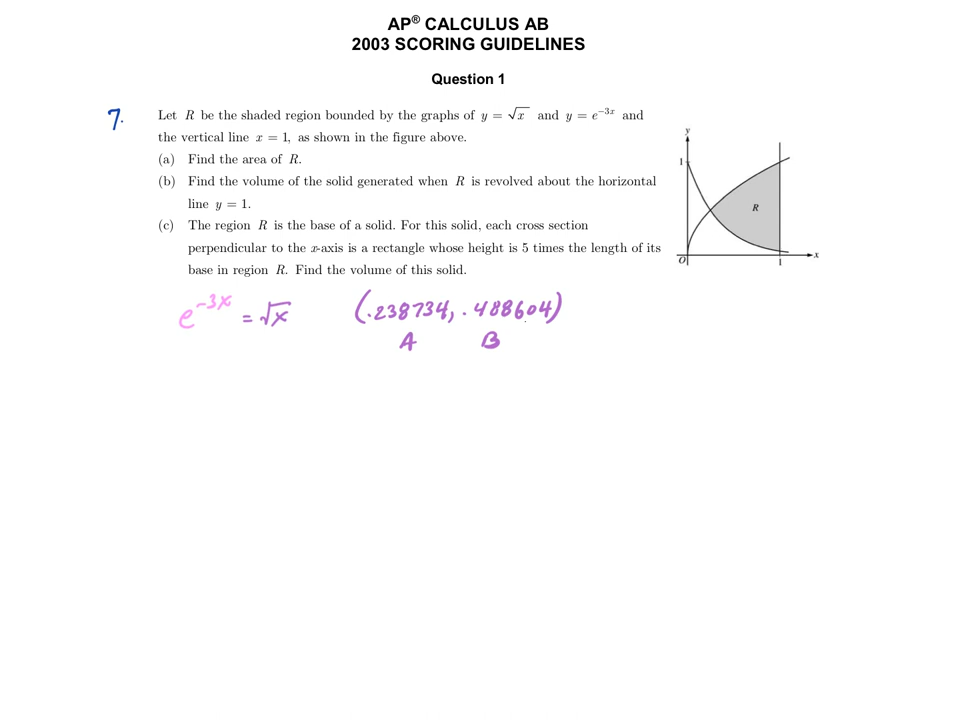 AP® CALCULUS AB
2003 SCORING GUIDELINES
Question 1
7.
Let R be the shaded region bounded by the graphs of y = √x and y = e^{-3x} and
the vertical line x = 1, as shown in the figure above.
(a) Find the area of R.
(b) Find the volume of the solid generated when R is revolved about the horizontal
line y = 1.
(c) The region R is the base of a solid. For this solid, each cross section
perpendicular to the x-axis is a rectangle whose height is 5 times the length of its
base in region R. Find the volume of this solid.
y
1
R
O
1
x
e^{-3x} = √x (.238734, .488604)
A B